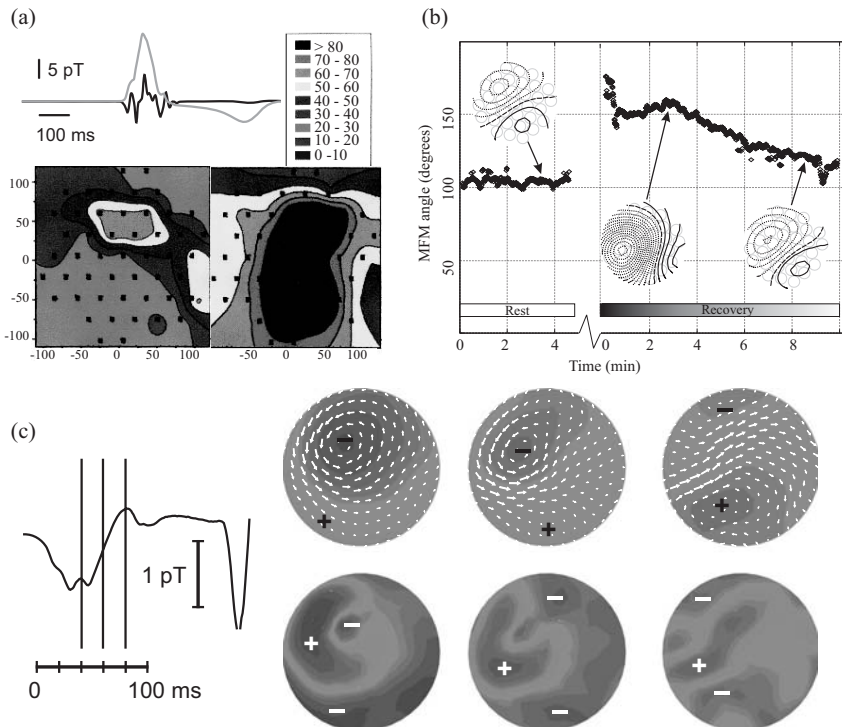 (a)
5 pT
100 ms
> 80
70 - 80
60 - 70
50 - 60
40 - 50
30 - 40
20 - 30
10 - 20
0 -10
100
50
0
-50
-100
-100 -50 0 50 100
-100 -50 0 50 100
(b)
MFM angle (degrees)
150
100
50
Rest
Recovery
0 2 4 0 2 4 6 8
Time (min)
(c)
1 pT
0 100 ms
− − −
+ + +
− − −
+ + +
− − −